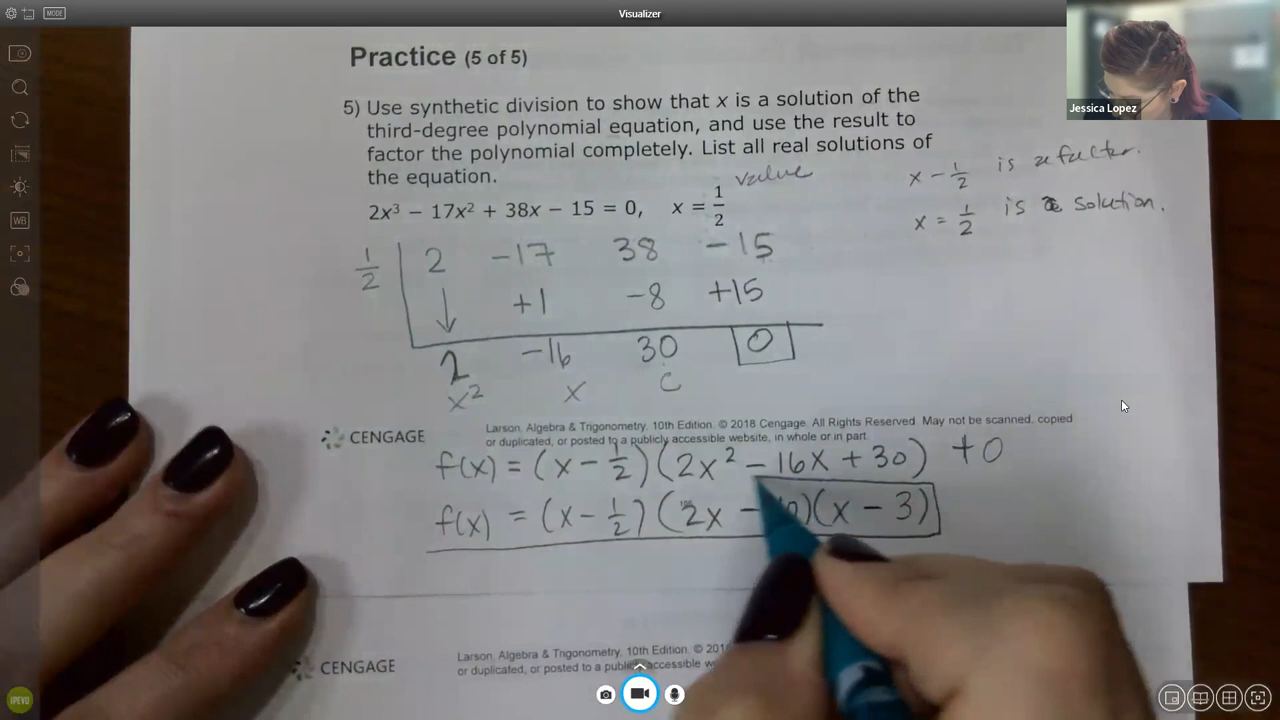 Visualizer
MODE
Jessica Lopez
Practice (5 of 5)
5) Use synthetic division to show that x is a solution of the
third-degree polynomial equation, and use the result to
factor the polynomial completely. List all real solutions of
the equation.
value
2x³ − 17x² + 38x − 15 = 0, x = 1/2
x - 1/2 is a factor.
x = 1/2 is a solution.
1/2 2 -17 38 -15
↓ +1 -8 +15
2 -16 30 0
x² x C
CENGAGE
Larson, Algebra & Trigonometry, 10th Edition. © 2018 Cengage. All Rights Reserved. May not be scanned, copied
or duplicated, or posted to a publicly accessible website, in whole or in part.
f(x) = (x - 1/2)(2x² - 16x + 30) +0
f(x) = (x - 1/2)(2x - 0)(x - 3)
CENGAGE
Larson, Algebra & Trigonometry, 10th Edition. © 201
or duplicated, or posted to a publicly accessible
WB
IPEVO